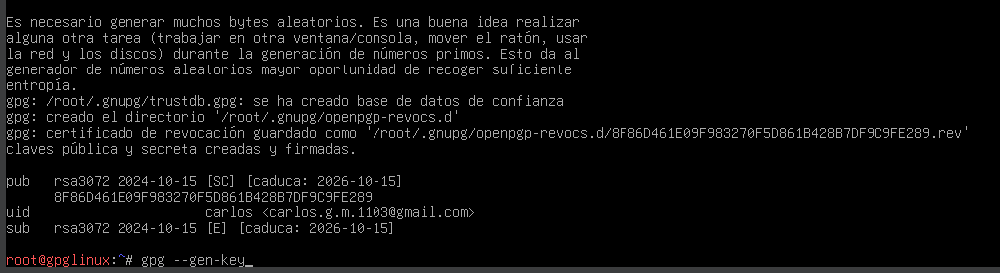 Es necesario generar muchos bytes aleatorios. Es una buena idea realizar
alguna otra tarea (trabajar en otra ventana/consola, mover el ratón, usar
la red y los discos) durante la generación de números primos. Esto da al
generador de números aleatorios mayor oportunidad de recoger suficiente
entropía.
gpg: /root/.gnupg/trustdb.gpg: se ha creado base de datos de confianza
gpg: creado el directorio '/root/.gnupg/openpgp-revocs.d'
gpg: certificado de revocación guardado como '/root/.gnupg/openpgp-revocs.d/8F86D461E09F983270F5D861B428B7DF9C9FE289.rev'
claves pública y secreta creadas y firmadas.
pub   rsa3072 2024-10-15 [SC] [caduca: 2026-10-15]
      8F86D461E09F983270F5D861B428B7DF9C9FE289
uid                      carlos <carlos.g.m.1103@gmail.com>
sub   rsa3072 2024-10-15 [E] [caduca: 2026-10-15]
root@gpglinux:~# gpg --gen-key_